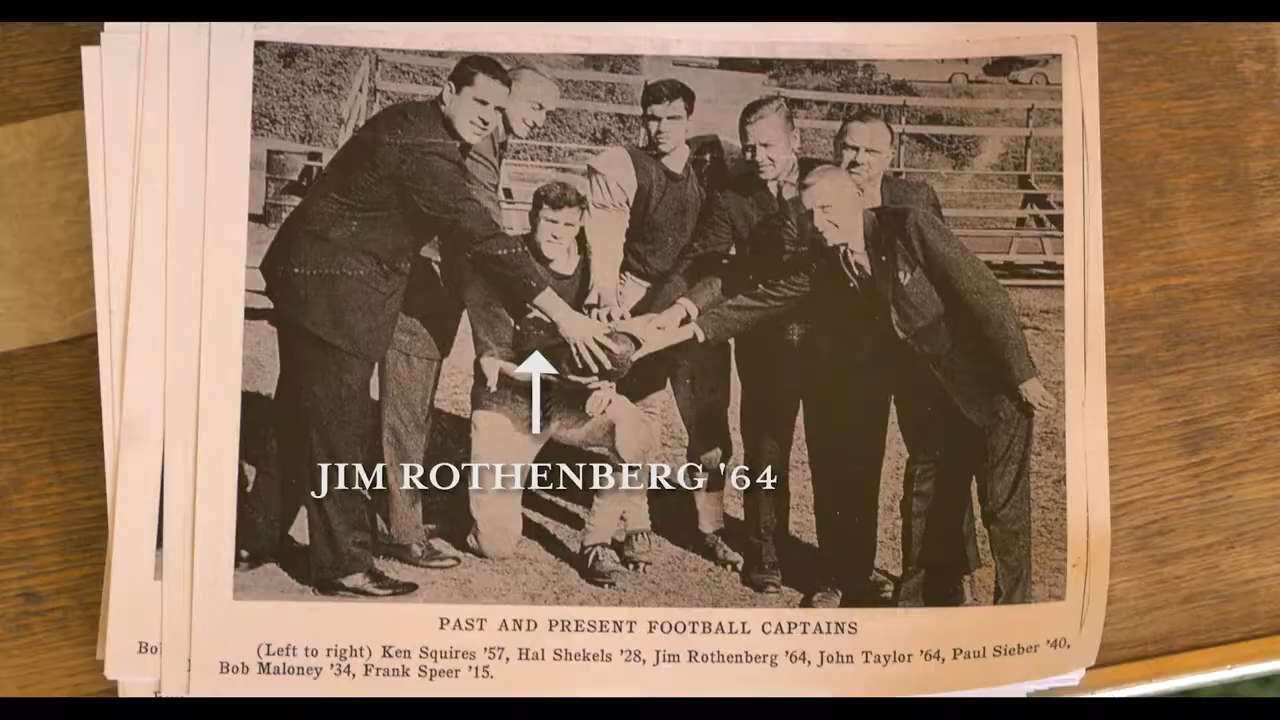 JIM ROTHENBERG '64
PAST AND PRESENT FOOTBALL CAPTAINS
(Left to right) Ken Squires '57, Hal Shekels '28, Jim Rothenberg '64, John Taylor '64, Paul Sieber '40,
Bob Maloney '34, Frank Speer '15.